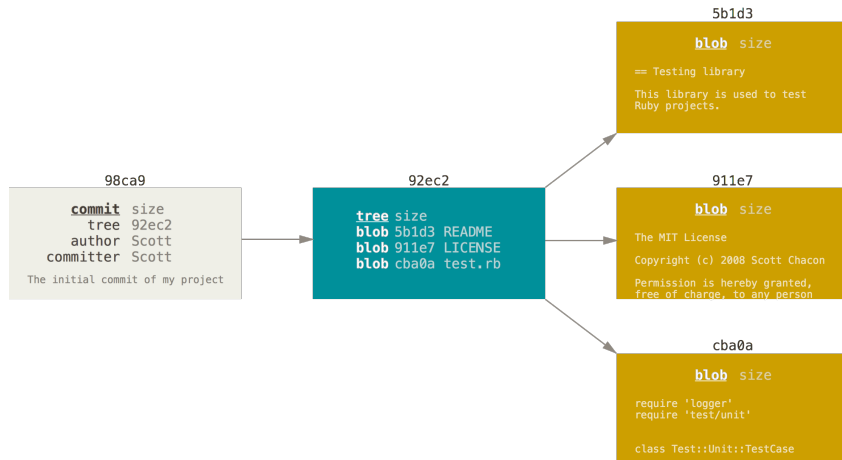 98ca9
commit size
tree 92ec2
author Scott
committer Scott
The initial commit of my project
92ec2
tree size
blob 5b1d3 README
blob 911e7 LICENSE
blob cba0a test.rb
5b1d3
blob size
== Testing library
This library is used to test
Ruby projects.
911e7
blob size
The MIT License
Copyright (c) 2008 Scott Chacon
Permission is hereby granted,
free of charge, to any person
cba0a
blob size
require 'logger'
require 'test/unit'
class Test::Unit::TestCase